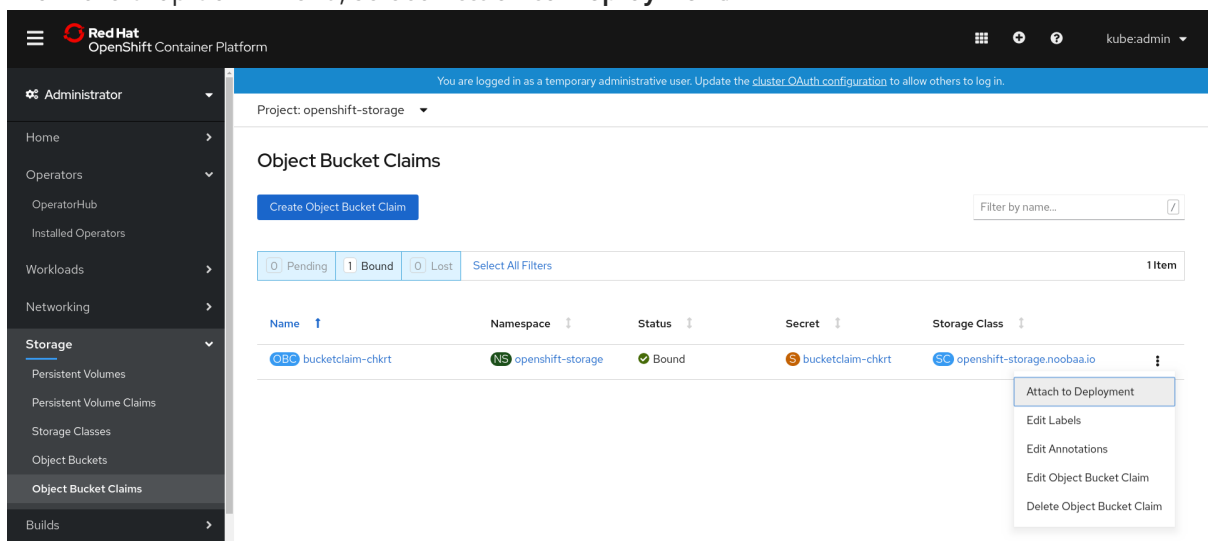 Red Hat
OpenShift Container Platform
kube:admin
Administrator
You are logged in as a temporary administrative user. Update the cluster OAuth configuration to allow others to log in.
Project: openshift-storage
Home
Operators
OperatorHub
Installed Operators
Workloads
Networking
Storage
Persistent Volumes
Persistent Volume Claims
Storage Classes
Object Buckets
Object Bucket Claims
Builds
Object Bucket Claims
Create Object Bucket Claim
Filter by name... /
0 Pending 1 Bound 0 Lost Select All Filters 1 Item
Name Namespace Status Secret Storage Class
OBC bucketclaim-chkrt NS openshift-storage Bound S bucketclaim-chkrt SC openshift-storage.noobaa.io
Attach to Deployment
Edit Labels
Edit Annotations
Edit Object Bucket Claim
Delete Object Bucket Claim